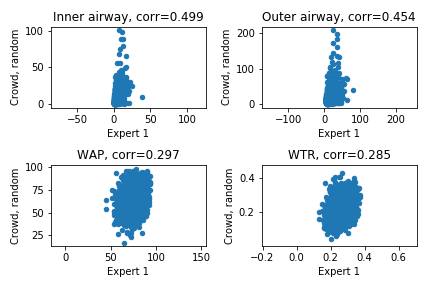 Inner airway, corr=0.499
Crowd, random
100
50
0
-50
0
50
100
Expert 1
Outer airway, corr=0.454
Crowd, random
200
100
0
-100
0
100
200
Expert 1
WAP, corr=0.297
Crowd, random
100
75
50
25
0
50
100
150
Expert 1
WTR, corr=0.285
Crowd, random
0.4
0.2
-0.2
0.0
0.2
0.4
0.6
Expert 1